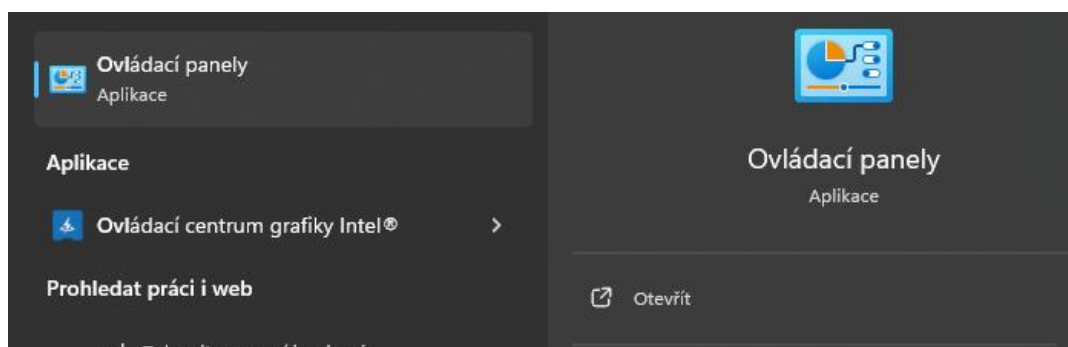 Ovládací panely
Aplikace
Aplikace
Ovládací centrum grafiky Intel®
Prohledat práci i web
Ovládací panely
Aplikace
Otevřít